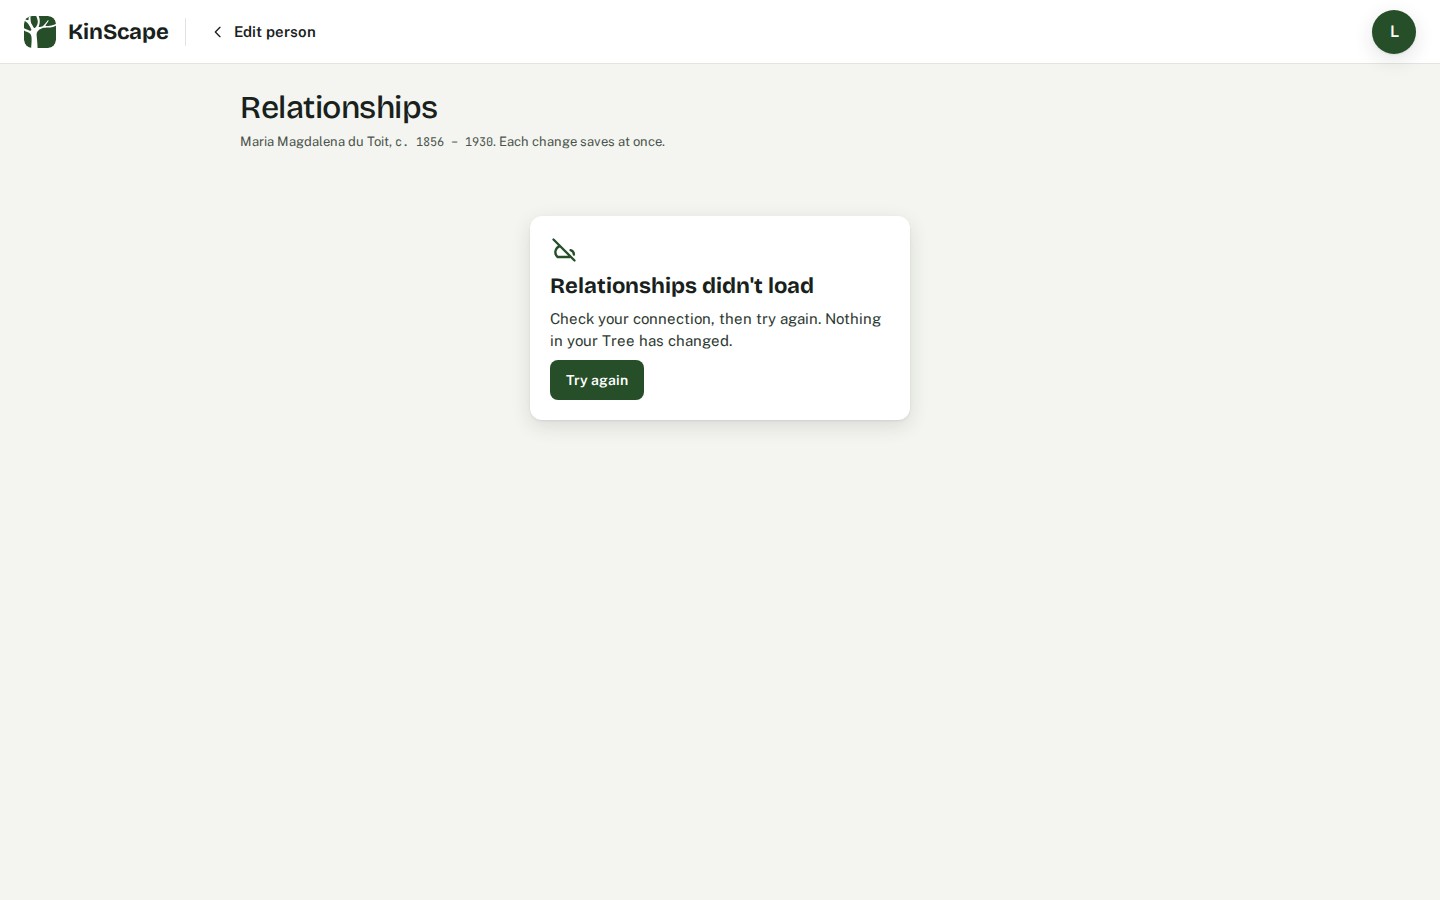 KinScape
Edit person
L
Relationships
Maria Magdalena du Toit, c. 1856 – 1930. Each change saves at once.
Relationships didn't load
Check your connection, then try again. Nothing
in your Tree has changed.
Try again